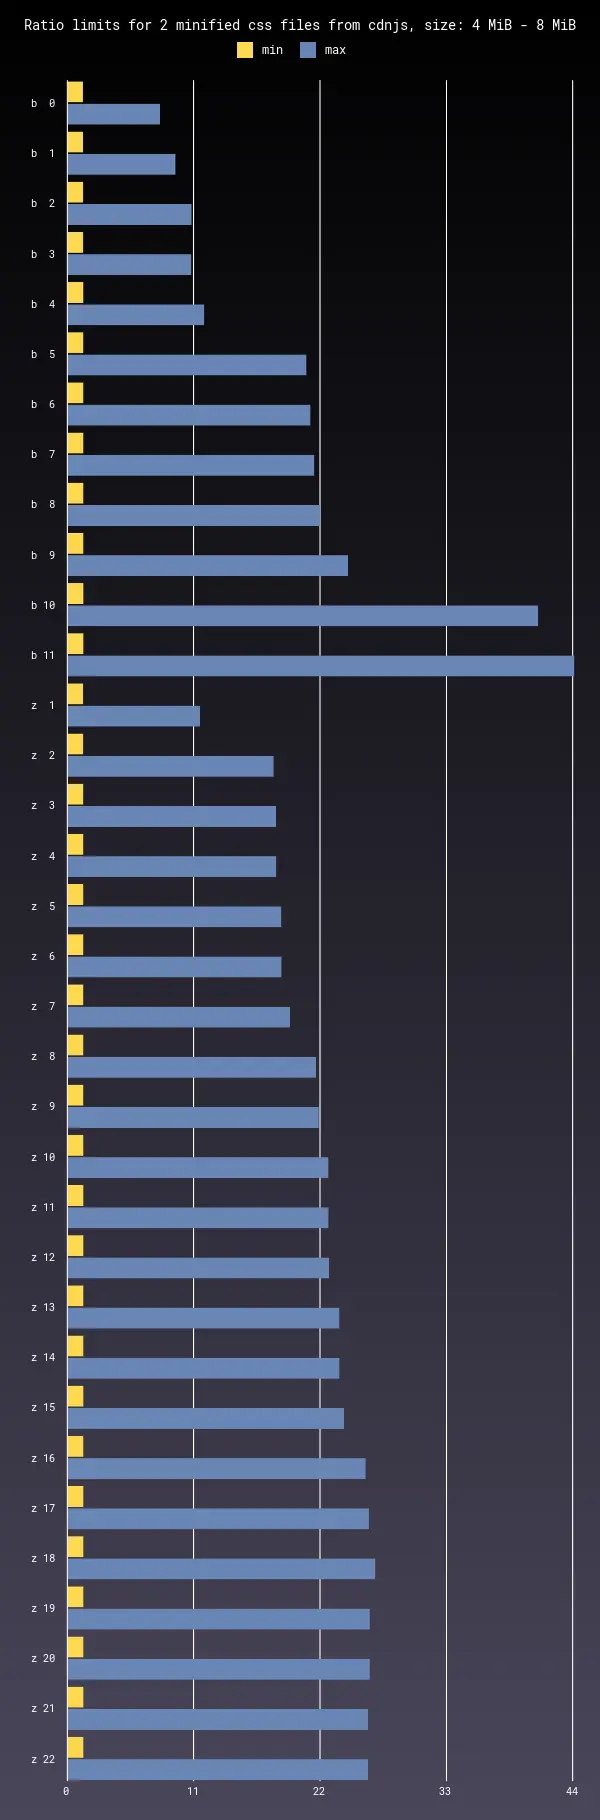 Ratio limits for 2 minified css files from cdnjs, size: 4 MiB - 8 MiB
min max
b 0
b 1
b 2
b 3
b 4
b 5
b 6
b 7
b 8
b 9
b 10
b 11
z 1
z 2
z 3
z 4
z 5
z 6
z 7
z 8
z 9
z 10
z 11
z 12
z 13
z 14
z 15
z 16
z 17
z 18
z 19
z 20
z 21
z 22
0 11 22 33 44